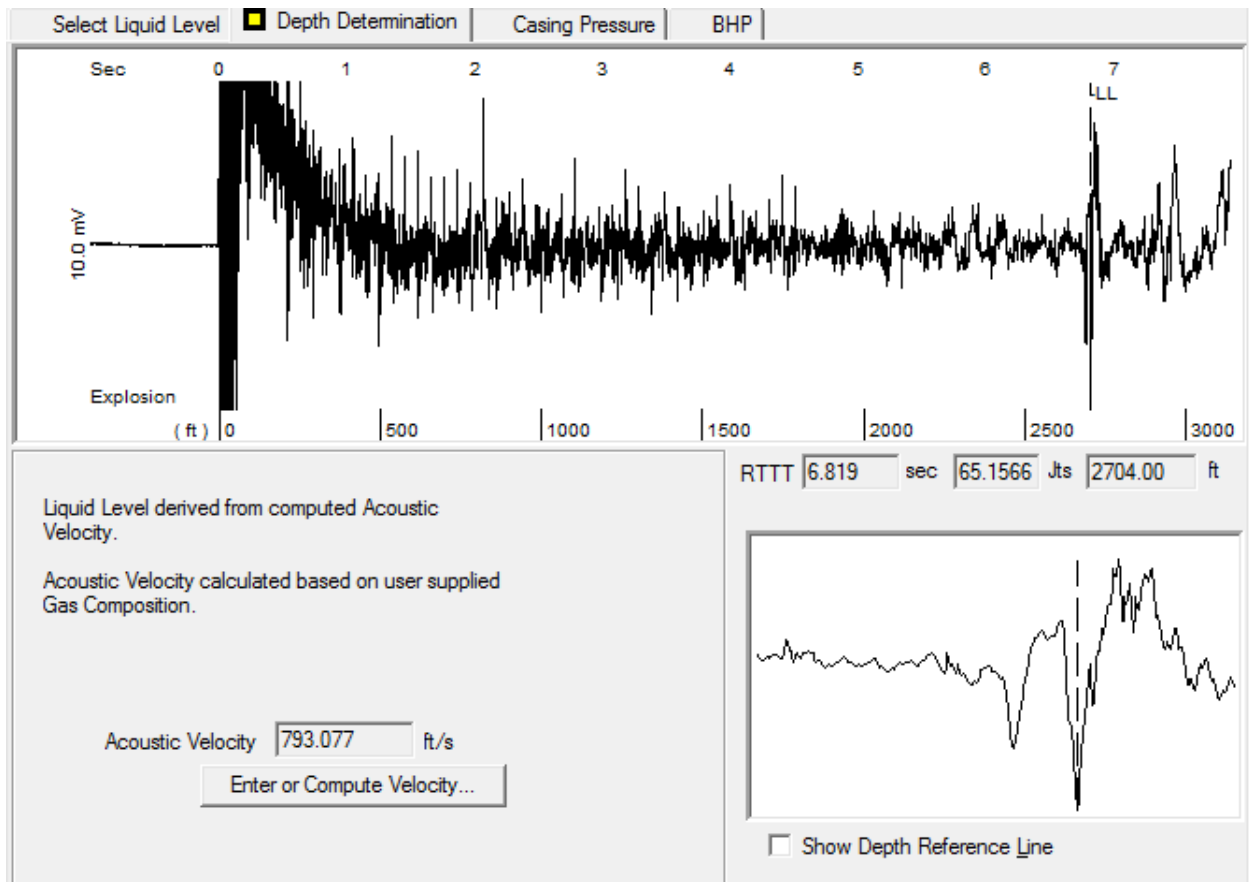 Select Liquid Level Depth Determination Casing Pressure BHP
Sec 0 1 2 3 4 5 6 7
LL
10.0 mV
Explosion
( ft ) 0 500 1000 1500 2000 2500 3000
RTTT 6.819 sec 65.1566 Jts 2704.00 ft
Liquid Level derived from computed Acoustic
Velocity.
Acoustic Velocity calculated based on user supplied
Gas Composition.
Acoustic Velocity 793.077 ft/s
Enter or Compute Velocity...
Show Depth Reference Line